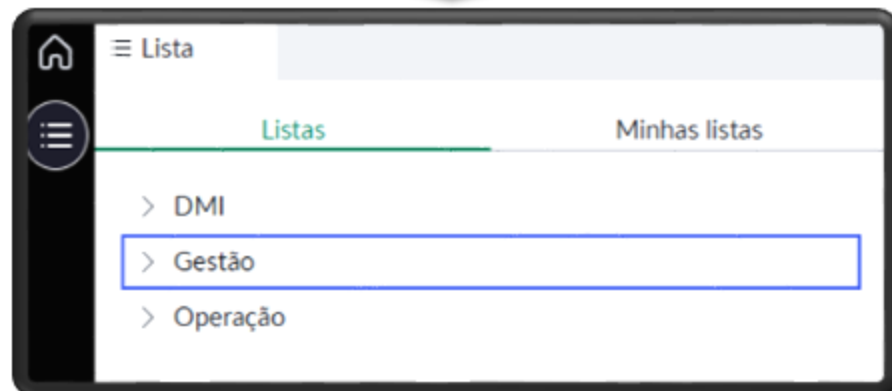 Lista
Listas Minhas listas
DMI
Gestão
Operação